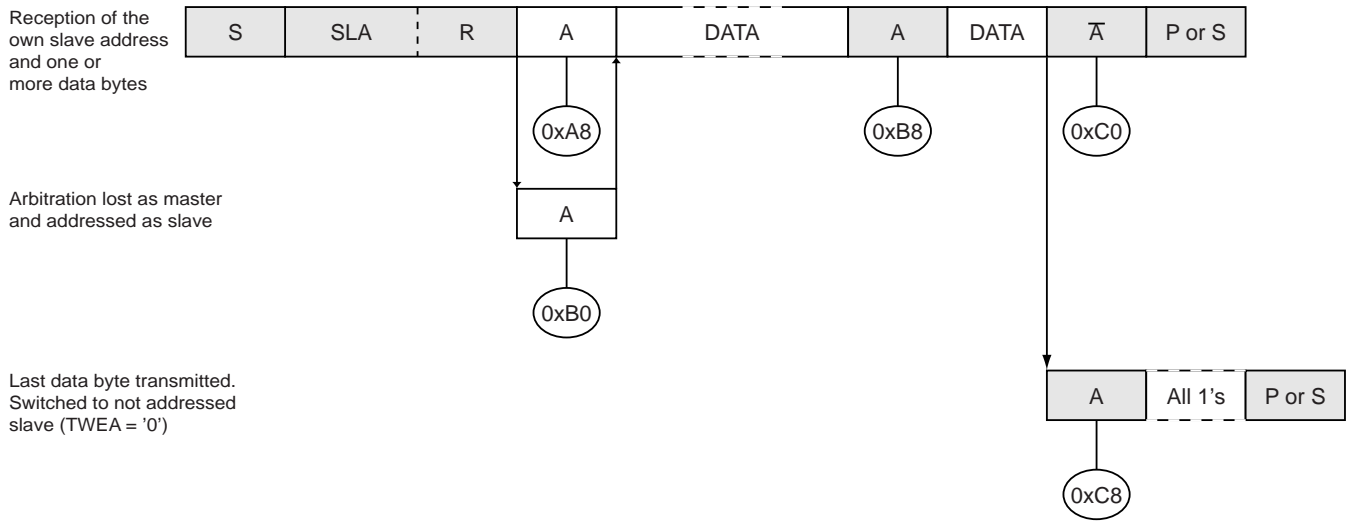 Reception of the
own slave address
and one or
more data bytes
S SLA R A DATA A DATA A̅ P or S
0xA8 0xB8 0xC0
Arbitration lost as master
and addressed as slave
A
0xB0
Last data byte transmitted.
Switched to not addressed
slave (TWEA = '0')
A All 1's P or S
0xC8